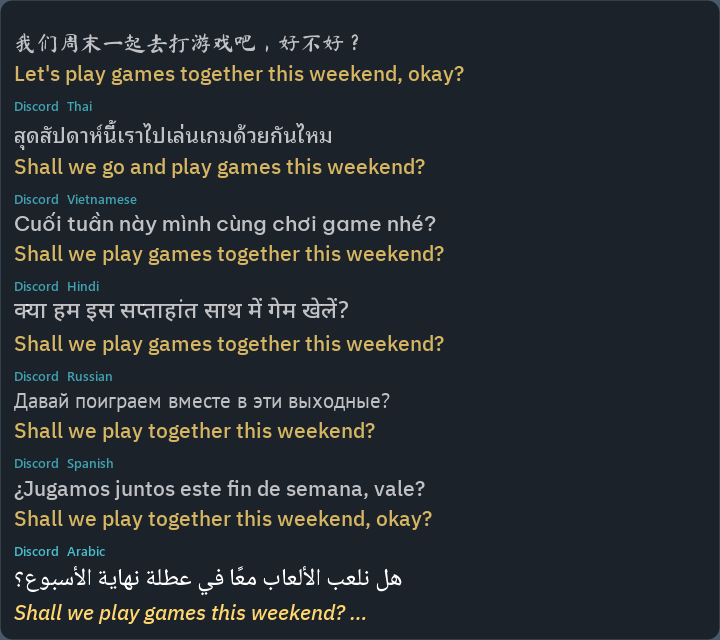 我们周末一起去打游戏吧，好不好？
Let's play games together this weekend, okay?
Discord Thai
สุดสัปดาห์นี้เราไปเล่นเกมด้วยกันไหม
Shall we go and play games this weekend?
Discord Vietnamese
Cuối tuần này mình cùng chơi game nhé?
Shall we play games together this weekend?
Discord Hindi
क्या हम इस सप्ताहांत साथ में गेम खेलें?
Shall we play games together this weekend?
Discord Russian
Давай поиграем вместе в эти выходные?
Shall we play together this weekend?
Discord Spanish
¿Jugamos juntos este fin de semana, vale?
Shall we play together this weekend, okay?
Discord Arabic
هل نلعب الألعاب معًا في عطلة نهاية الأسبوع؟
Shall we play games this weekend? ...